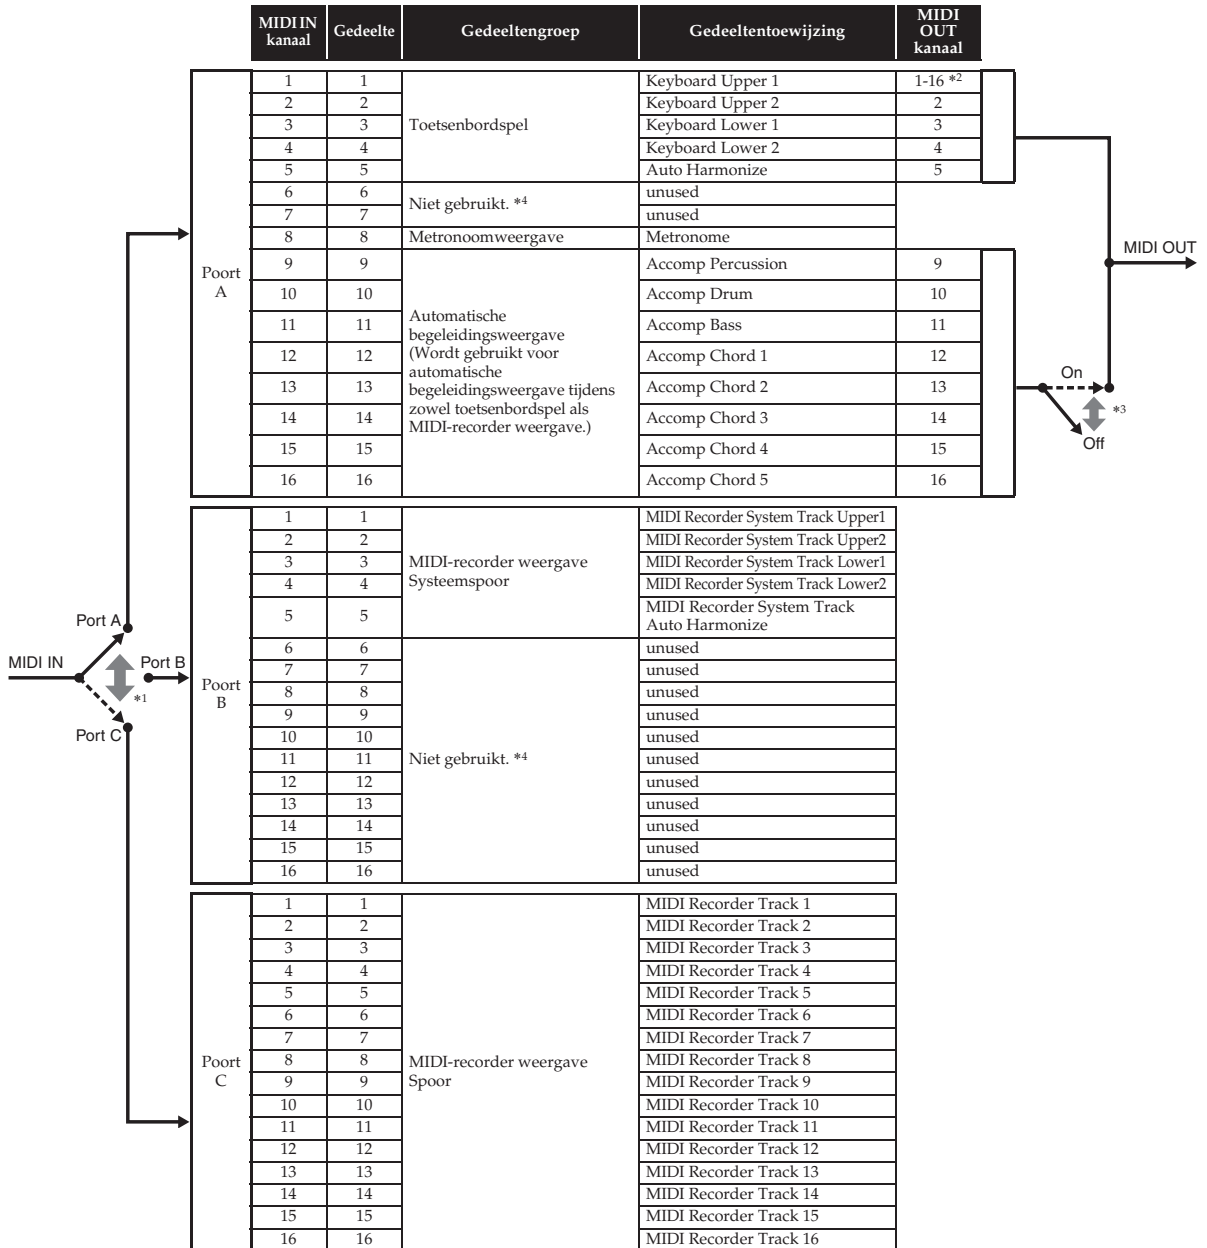 MIDI IN kanaal Gedeelte Gedeeltengroep Gedeeltentoewijzing MIDI OUT kanaal
Poort A
1 1 Toetsenbordspel Keyboard Upper 1 1-16 *2
2 2 Keyboard Upper 2 2
3 3 Keyboard Lower 1 3
4 4 Keyboard Lower 2 4
5 5 Auto Harmonize 5
6 6 Niet gebruikt. *4 unused
7 7 unused
8 8 Metronoomweergave Metronome
9 9 Accomp Percussion 9
10 10 Accomp Drum 10
11 11 Accomp Bass 11
12 12 Accomp Chord 1 12
13 13 Accomp Chord 2 13
14 14 Accomp Chord 3 14
15 15 Accomp Chord 4 15
16 16 Accomp Chord 5 16
Automatische
begeleidingsweergave
(Wordt gebruikt voor
automatische
begeleidingsweergave tijdens
zowel toetsenbordspel als
MIDI-recorder weergave.)
MIDI OUT
On
*3
Off
Poort B
1 1 MIDI Recorder System Track Upper1
2 2 MIDI Recorder System Track Upper2
3 3 MIDI-recorder weergave MIDI Recorder System Track Lower1
4 4 Systeemspoor MIDI Recorder System Track Lower2
5 5 MIDI Recorder System Track
Auto Harmonize
6 6 unused
7 7 unused
8 8 unused
9 9 unused
10 10 unused
11 11 Niet gebruikt. *4 unused
12 12 unused
13 13 unused
14 14 unused
15 15 unused
16 16 unused
Port A
MIDI IN
Port B
*1
Port C
Poort C
1 1 MIDI Recorder Track 1
2 2 MIDI Recorder Track 2
3 3 MIDI Recorder Track 3
4 4 MIDI Recorder Track 4
5 5 MIDI Recorder Track 5
6 6 MIDI Recorder Track 6
7 7 MIDI Recorder Track 7
8 8 MIDI-recorder weergave MIDI Recorder Track 8
9 9 Spoor MIDI Recorder Track 9
10 10 MIDI Recorder Track 10
11 11 MIDI Recorder Track 11
12 12 MIDI Recorder Track 12
13 13 MIDI Recorder Track 13
14 14 MIDI Recorder Track 14
15 15 MIDI Recorder Track 15
16 16 MIDI Recorder Track 16